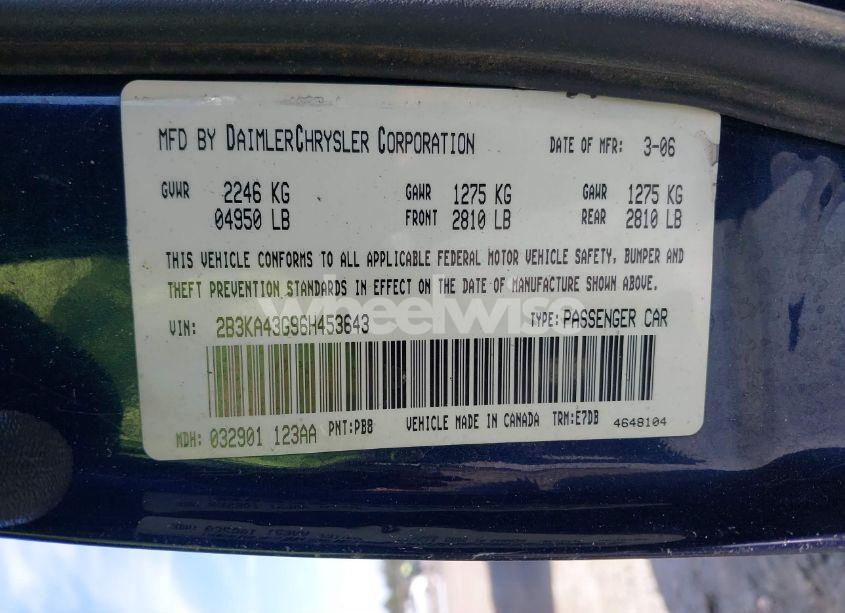 MFD BY DAIMLERCHRYSLER CORPORATION DATE OF MFR: 3-06
GVWR 2246 KG GAWR 1275 KG GAWR 1275 KG
04950 LB FRONT 2810 LB REAR 2810 LB
THIS VEHICLE CONFORMS TO ALL APPLICABLE FEDERAL MOTOR VEHICLE SAFETY, BUMPER AND
THEFT PREVENTION STANDARDS IN EFFECT ON THE DATE OF MANUFACTURE SHOWN ABOVE.
Wheelwise
VIN: 2B3KA43G96H453643 TYPE: PASSENGER CAR
MDH: 032901 123AA PNT:PB8 VEHICLE MADE IN CANADA TRM:E7DB 4648104